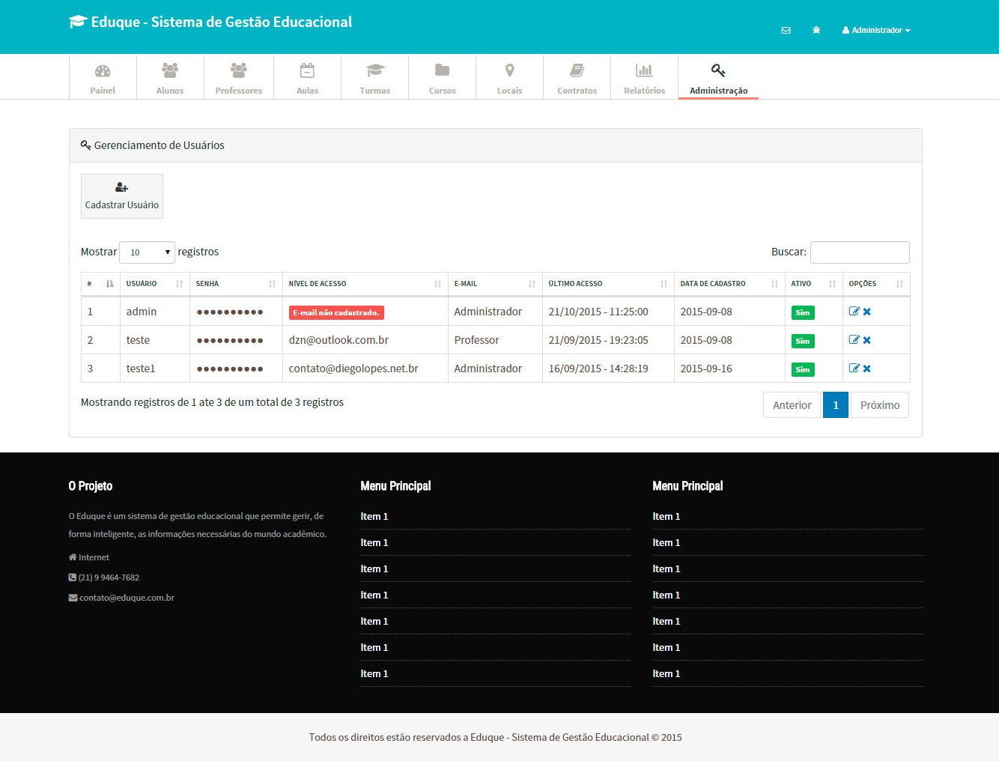 Eduque - Sistema de Gestão Educacional
Administrador
Painel
Alunos
Professores
Aulas
Turmas
Cursos
Locais
Contratos
Relatórios
Administração
Gerenciamento de Usuários
Cadastrar Usuário
Mostrar 10 registros
Buscar:
# USUÁRIO SENHA NÍVEL DE ACESSO E-MAIL ÚLTIMO ACESSO DATA DE CADASTRO ATIVO OPÇÕES
1 admin ●●●●●●●●●● E-mail não cadastrado. Administrador 21/10/2015 - 11:25:00 2015-09-08 Sim
2 teste ●●●●●●●●●● dzn@outlook.com.br Professor 21/09/2015 - 19:23:05 2015-09-08 Sim
3 teste1 ●●●●●●●●●● contato@diegolopes.net.br Administrador 16/09/2015 - 14:28:19 2015-09-16 Sim
Mostrando registros de 1 ate 3 de um total de 3 registros
Anterior 1 Próximo
O Projeto
O Eduque é um sistema de gestão educacional que permite gerir, de
forma inteligente, as informações necessárias do mundo acadêmico.
Internet
(21) 9 9464-7682
contato@eduque.com.br
Menu Principal
Item 1
Item 1
Item 1
Item 1
Item 1
Item 1
Item 1
Menu Principal
Item 1
Item 1
Item 1
Item 1
Item 1
Item 1
Item 1
Todos os direitos estão reservados a Eduque - Sistema de Gestão Educacional © 2015